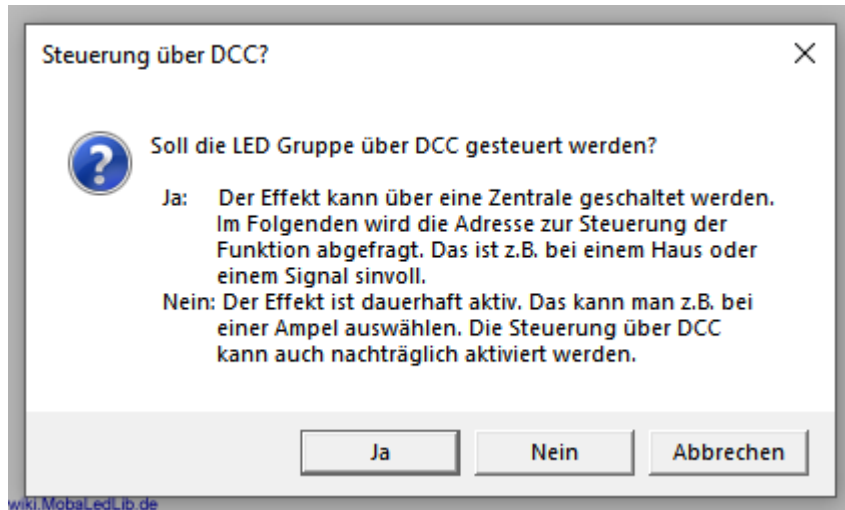 Steuerung über DCC?
Soll die LED Gruppe über DCC gesteuert werden?
Ja: Der Effekt kann über eine Zentrale geschaltet werden.
Im Folgenden wird die Adresse zur Steuerung der
Funktion abgefragt. Das ist z.B. bei einem Haus oder
einem Signal sinvoll.
Nein: Der Effekt ist dauerhaft aktiv. Das kann man z.B. bei
einer Ampel auswählen. Die Steuerung über DCC
kann auch nachträglich aktiviert werden.
Ja
Nein
Abbrechen
wiki.MobaLedLib.de